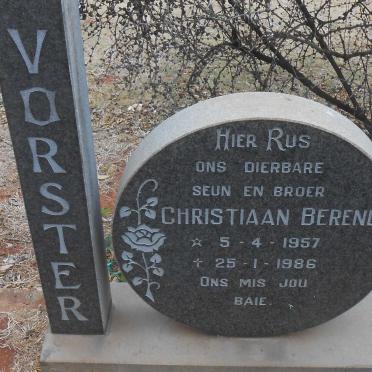 VORSTER
HIER RUS
ONS DIERBARE
SEUN EN BROER
CHRISTIAAN BEREND
☆ 5-4-1957
✝ 25-1-1986
ONS MIS JOU
BAIE.